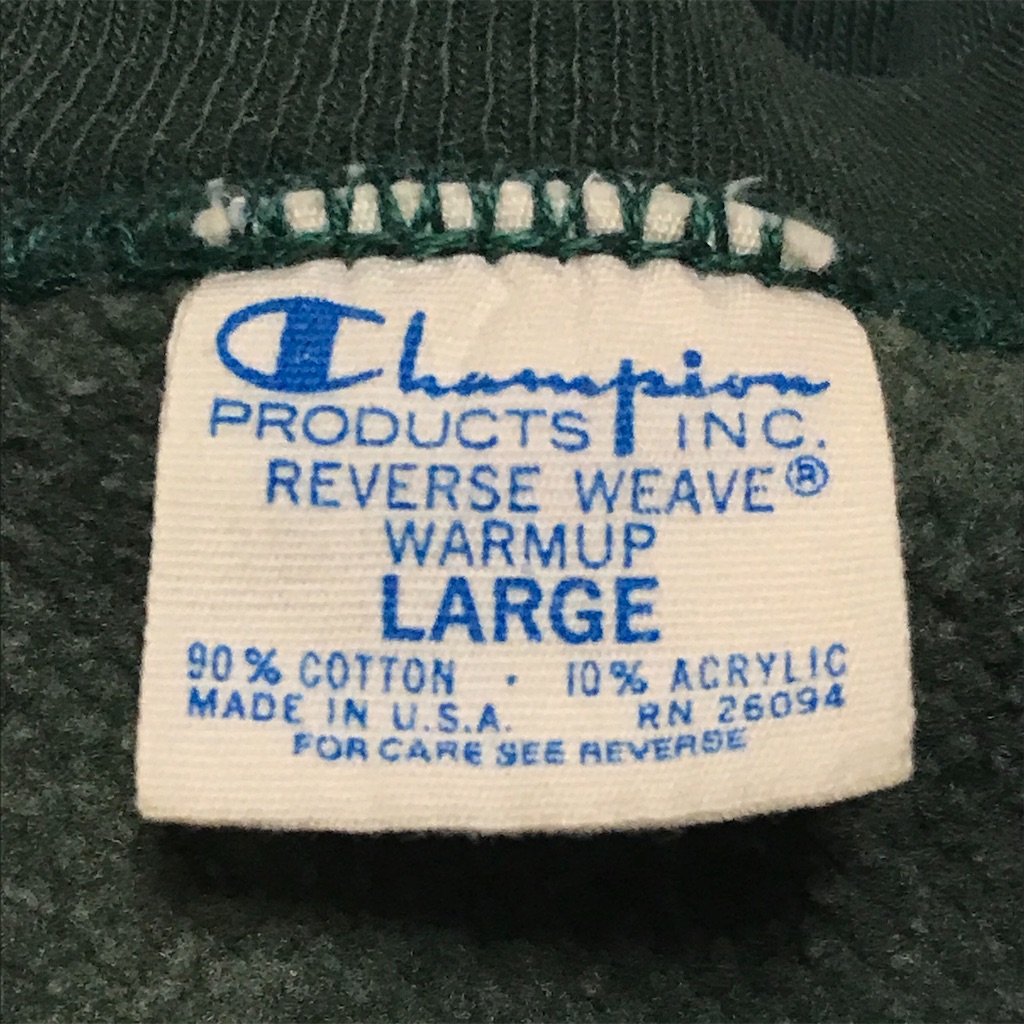 Champion
PRODUCTS INC.
REVERSE WEAVE®
WARMUP
LARGE
90% COTTON · 10% ACRYLIC
MADE IN U.S.A. RN 26094
FOR CARE SEE REVERSE